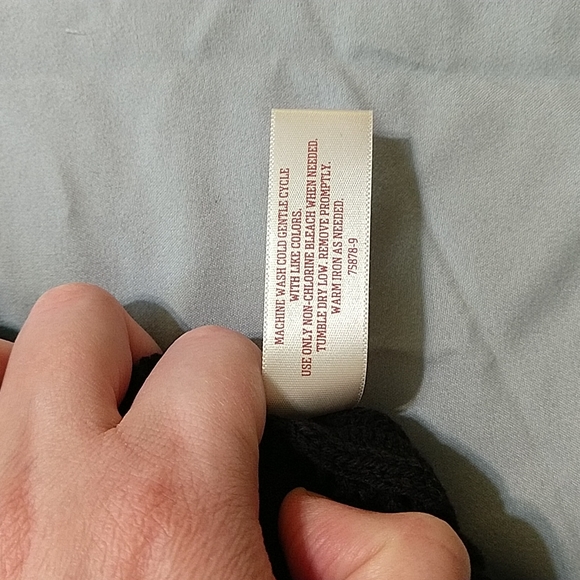 MACHINE WASH COLD GENTLE CYCLE
WITH LIKE COLORS.
USE ONLY NON-CHLORINE BLEACH WHEN NEEDED.
TUMBLE DRY LOW. REMOVE PROMPTLY.
WARM IRON AS NEEDED.
75878-9